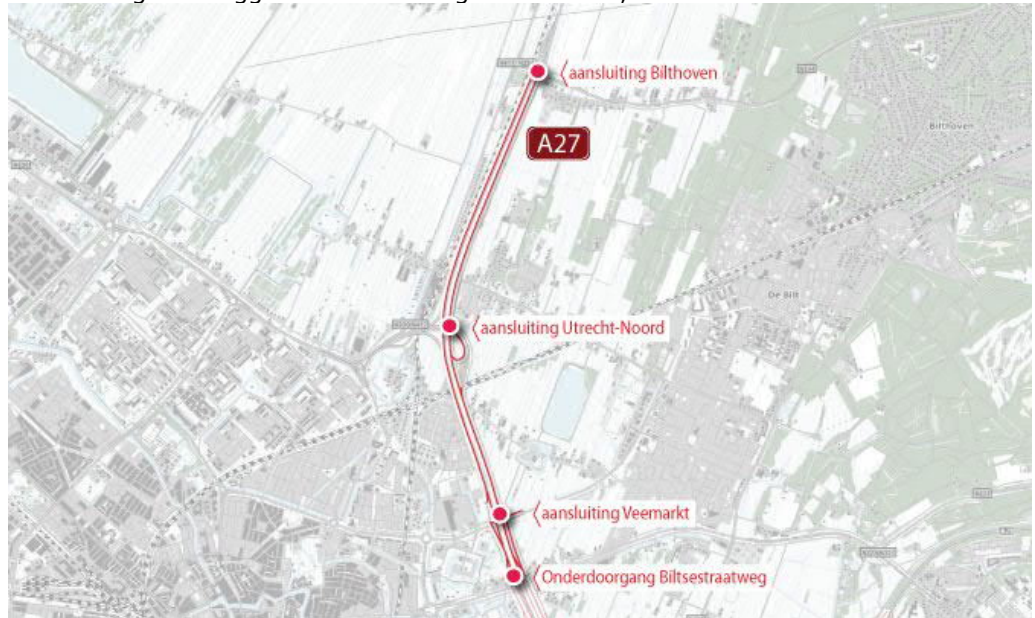 aansluiting Bilthoven
A27
Bilthoven
De Bilt
aansluiting Utrecht-Noord
aansluiting Veemarkt
Onderdoorgang Biltsestraatweg